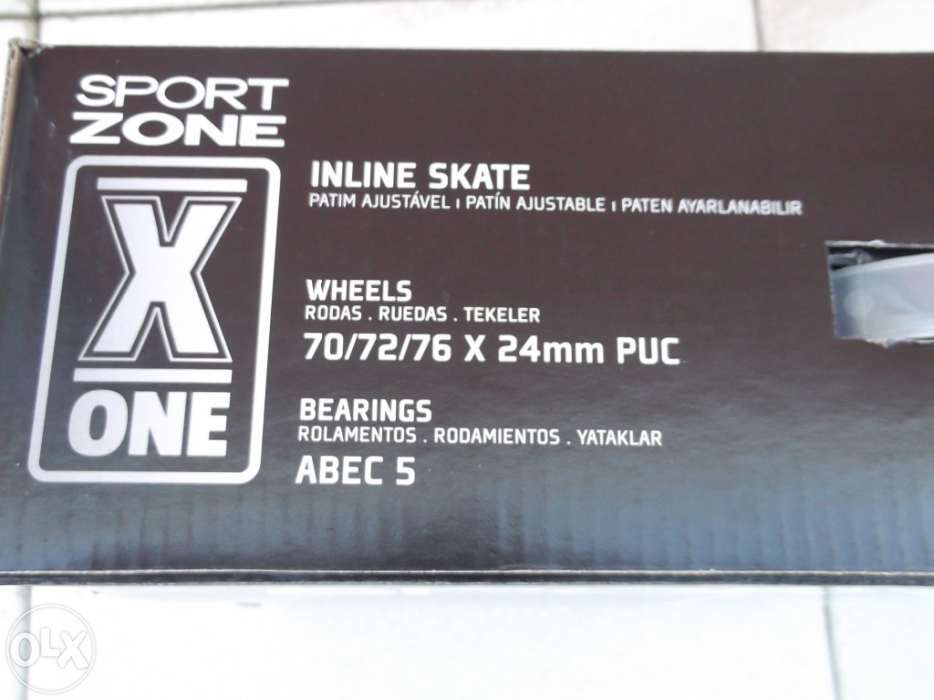 SPORT
ZONE
X
ONE
INLINE SKATE
PATIM AJUSTÁVEL ı PATÍN AJUSTABLE ı PATEN AYARLANABILIR
WHEELS
RODAS . RUEDAS . TEKELER
70/72/76 X 24mm PUC
BEARINGS
ROLAMENTOS . RODAMIENTOS . YATAKLAR
ABEC 5
OLX